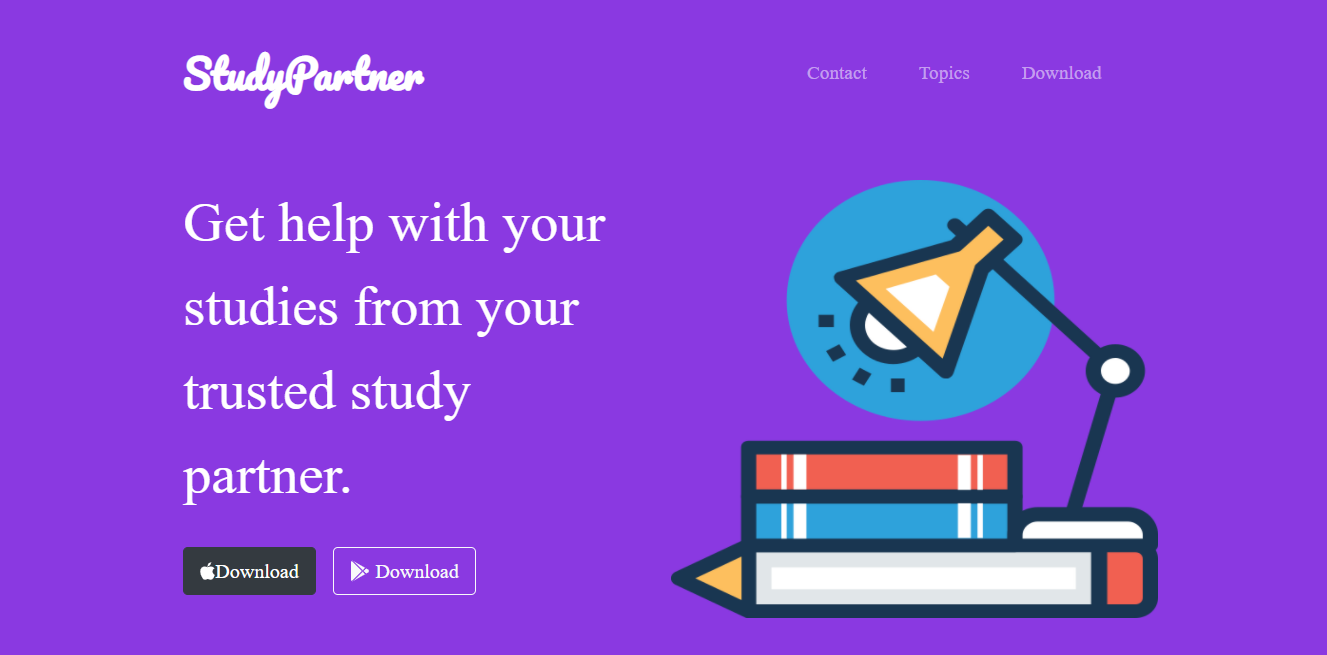 StudyPartner
Contact Topics Download
Get help with your
studies from your
trusted study
partner.
Download Download